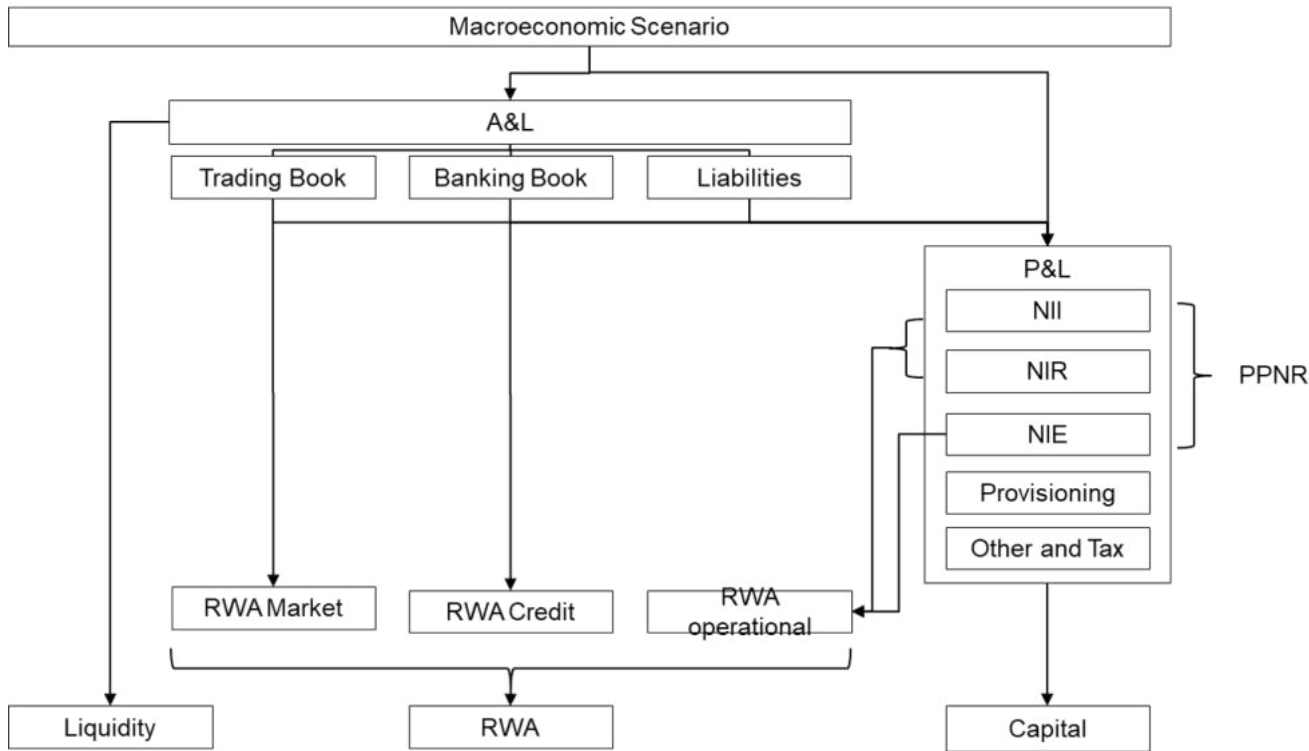 Macroeconomic Scenario
A&L
Trading Book
Banking Book
Liabilities
P&L
NII
NIR
NIE
Provisioning
Other and Tax
PPNR
RWA Market
RWA Credit
RWA
operational
Liquidity
RWA
Capital